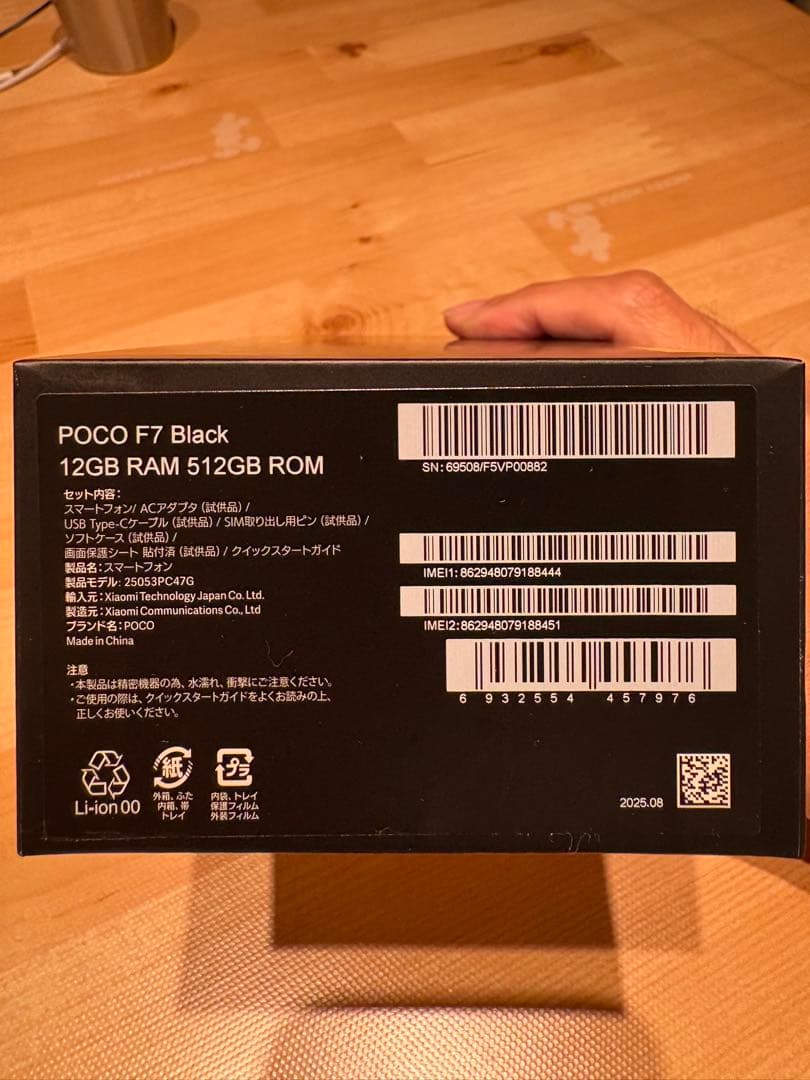 POCO F7 Black
12GB RAM 512GB ROM
セット内容：
スマートフォン/ ACアダプタ（試供品）/
USB Type-Cケーブル（試供品）/ SIM取り出し用ピン（試供品）/
ソフトケース（試供品）/
画面保護シート 貼付済（試供品）/ クイックスタートガイド
製品名：スマートフォン
製品モデル：25053PC47G
輸入元：Xiaomi Technology Japan Co. Ltd.
製造元：Xiaomi Communications Co., Ltd
ブランド名：POCO
Made in China
注意
・本製品は精密機器の為、水濡れ、衝撃にご注意ください。
・ご使用の際は、クイックスタートガイドをよくお読みの上、
正しくお使いください。
Li-ion 00
紙
外箱、ふた
内箱、帯
トレイ
プラ
内袋、トレイ
保護フィルム
外装フィルム
SN: 69508/F5VP00882
IMEI1: 862948079188444
IMEI2: 862948079188451
6 932554 457976
2025.08